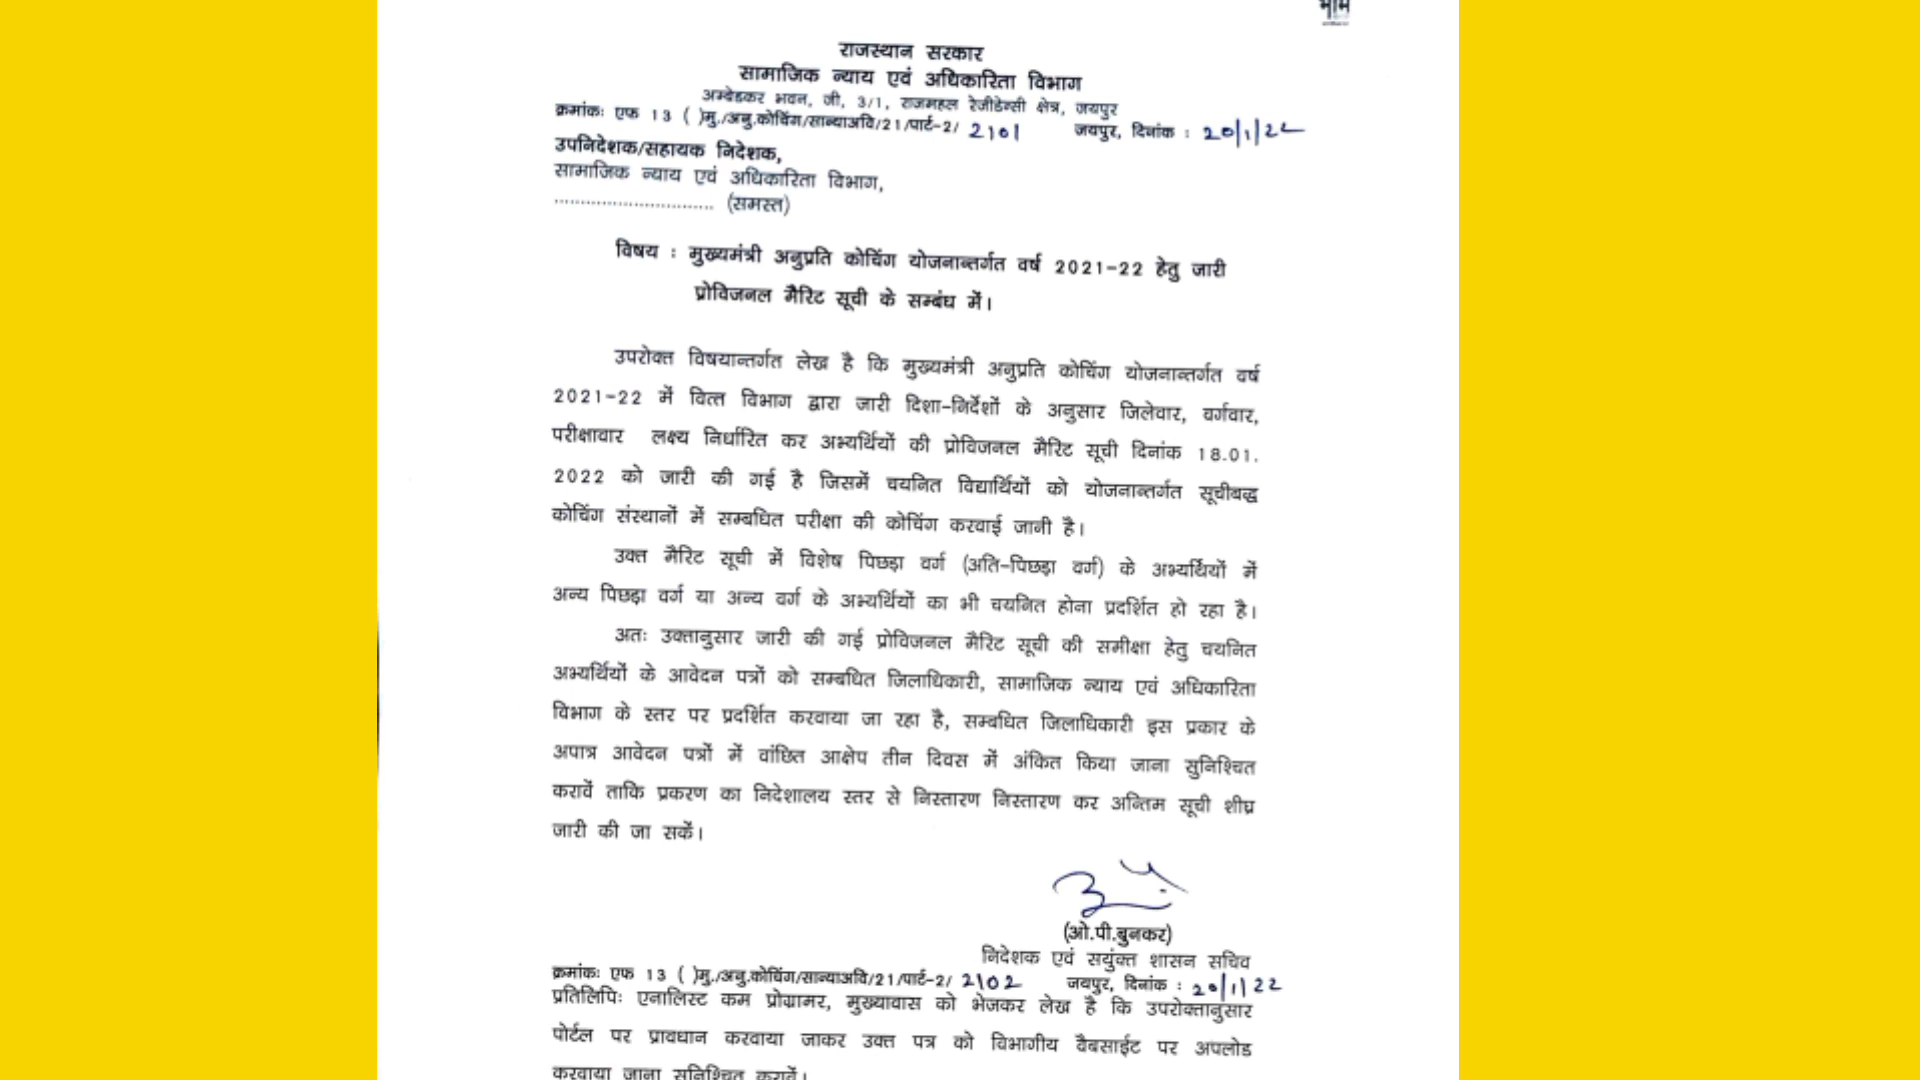 राजस्थान सरकार
सामाजिक न्याय एवं अधिकारिता विभाग
अम्बेडकर भवन, जी, 3/1, राजमहल रेजीडेन्सी क्षेत्र, जयपुर
क्रमांकः एफ 13 ( )मु./अनु.कोचिंग/सान्याअवि/21/पार्ट-2/ 2101 जयपुर, दिनांक : 20/1/22
उपनिदेशक/सहायक निदेशक,
सामाजिक न्याय एवं अधिकारिता विभाग,
................................ (समस्त)
विषय : मुख्यमंत्री अनुप्रति कोचिंग योजनान्तर्गत वर्ष 2021-22 हेतु जारी
प्रोविजनल मैरिट सूची के सम्बंध में।
उपरोक्त विषयान्तर्गत लेख है कि मुख्यमंत्री अनुप्रति कोचिंग योजनान्तर्गत वर्ष
2021-22 में वित्त विभाग द्वारा जारी दिशा-निर्देशों के अनुसार जिलेवार, वर्गवार,
परीक्षावार लक्ष्य निर्धारित कर अभ्यर्थियों की प्रोविजनल मैरिट सूची दिनांक 18.01.
2022 को जारी की गई है जिसमें चयनित विद्यार्थियों को योजनान्तर्गत सूचीबद्ध
कोचिंग संस्थानों में सम्बधित परीक्षा की कोचिंग करवाई जानी है।
उक्त मैरिट सूची में विशेष पिछड़ा वर्ग (अति-पिछड़ा वर्ग) के अभ्यर्थियों में
अन्य पिछड़ा वर्ग या अन्य वर्ग के अभ्यर्थियों का भी चयनित होना प्रदर्शित हो रहा है।
अतः उक्तानुसार जारी की गई प्रोविजनल मैरिट सूची की समीक्षा हेतु चयनित
अभ्यर्थियों के आवेदन पत्रों को सम्बधित जिलाधिकारी, सामाजिक न्याय एवं अधिकारिता
विभाग के स्तर पर प्रदर्शित करवाया जा रहा है, सम्बधित जिलाधिकारी इस प्रकार के
अपात्र आवेदन पत्रों में वांछित आक्षेप तीन दिवस में अंकित किया जाना सुनिश्चित
करावें ताकि प्रकरण का निदेशालय स्तर से निस्तारण निस्तारण कर अन्तिम सूची शीघ्र
जारी की जा सकें।
(ओ.पी.बुनकर)
निदेशक एवं सयुंक्त शासन सचिव
क्रमांकः एफ 13 ( )मु./अनु.कोचिंग/सान्याअवि/21/पार्ट-2/ 2102 जयपुर, दिनांक : 20/1/22
प्रतिलिपिः एनालिस्ट कम प्रोग्रामर, मुख्यावास को भेजकर लेख है कि उपरोक्तानुसार
पोर्टल पर प्रावधान करवाया जाकर उक्त पत्र को विभागीय वैबसाईट पर अपलोड
करवाया जाना सुनिश्चित करावें।